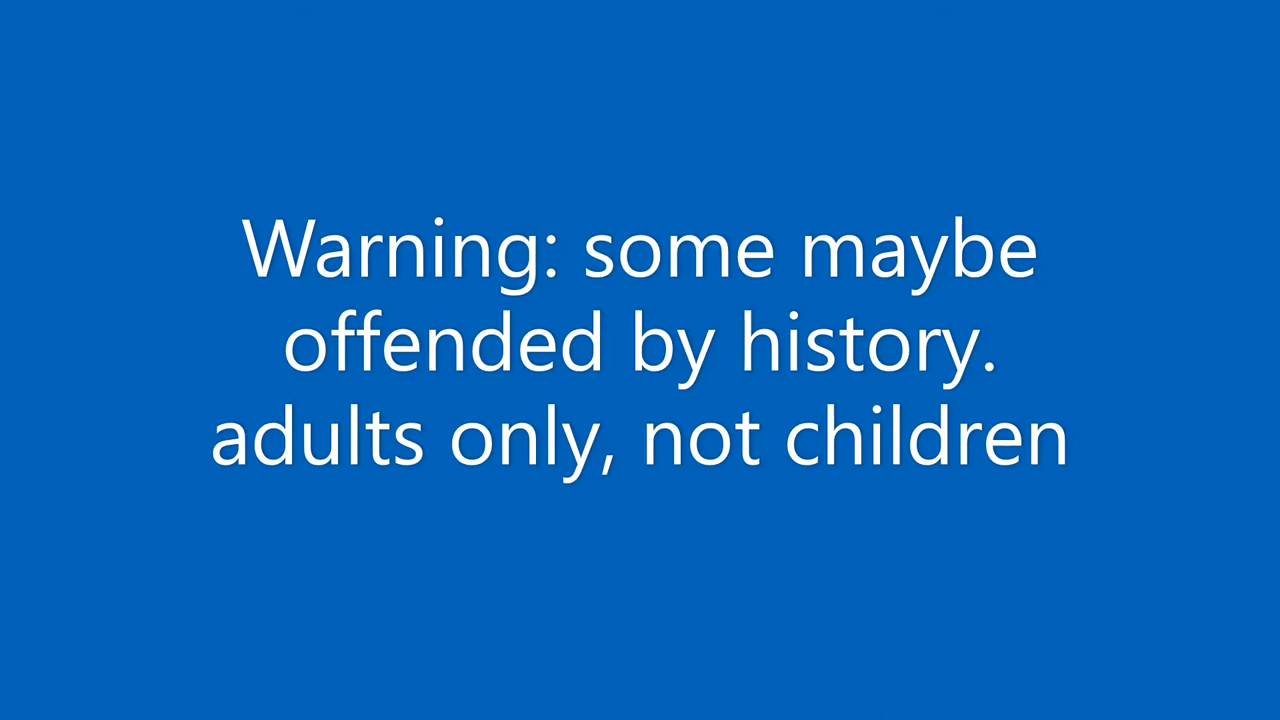 Warning: some maybe
offended by history.
adults only, not children